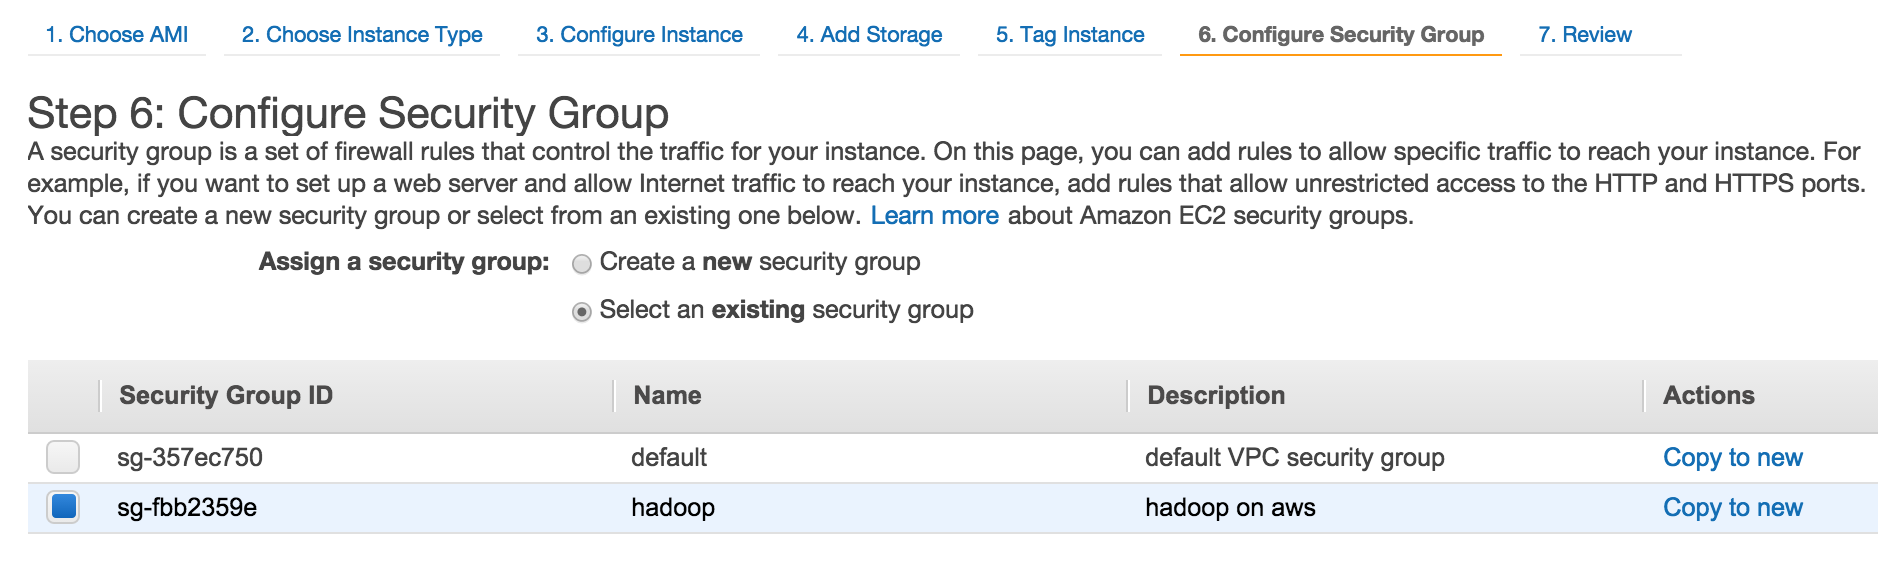 1. Choose AMI 2. Choose Instance Type 3. Configure Instance 4. Add Storage 5. Tag Instance 6. Configure Security Group 7. Review
Step 6: Configure Security Group
A security group is a set of firewall rules that control the traffic for your instance. On this page, you can add rules to allow specific traffic to reach your instance. For
example, if you want to set up a web server and allow Internet traffic to reach your instance, add rules that allow unrestricted access to the HTTP and HTTPS ports.
You can create a new security group or select from an existing one below. Learn more about Amazon EC2 security groups.
Assign a security group: Create a new security group
Select an existing security group
Security Group ID Name Description Actions
sg-357ec750 default default VPC security group Copy to new
sg-fbb2359e hadoop hadoop on aws Copy to new